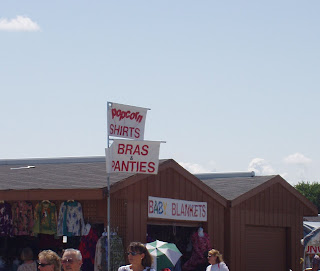 popcorn
SHIRTS
BRAS
&
PANTIES
BABY BLANKETS